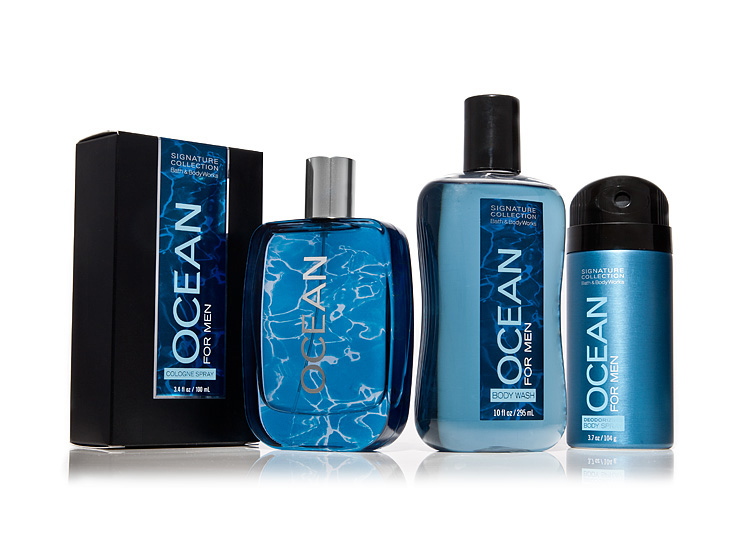 SIGNATURE
COLLECTION
Bath & BodyWorks
OCEAN
FOR MEN
COLOGNE SPRAY
3.4 fl oz / 100 mL
OCEAN
SIGNATURE
COLLECTION
Bath & BodyWorks
OCEAN
FOR MEN
BODY WASH
10 fl oz / 295 mL
SIGNATURE
COLLECTION
Bath & BodyWorks
OCEAN
FOR MEN
BODY SPRAY
3.7 oz / 104 g